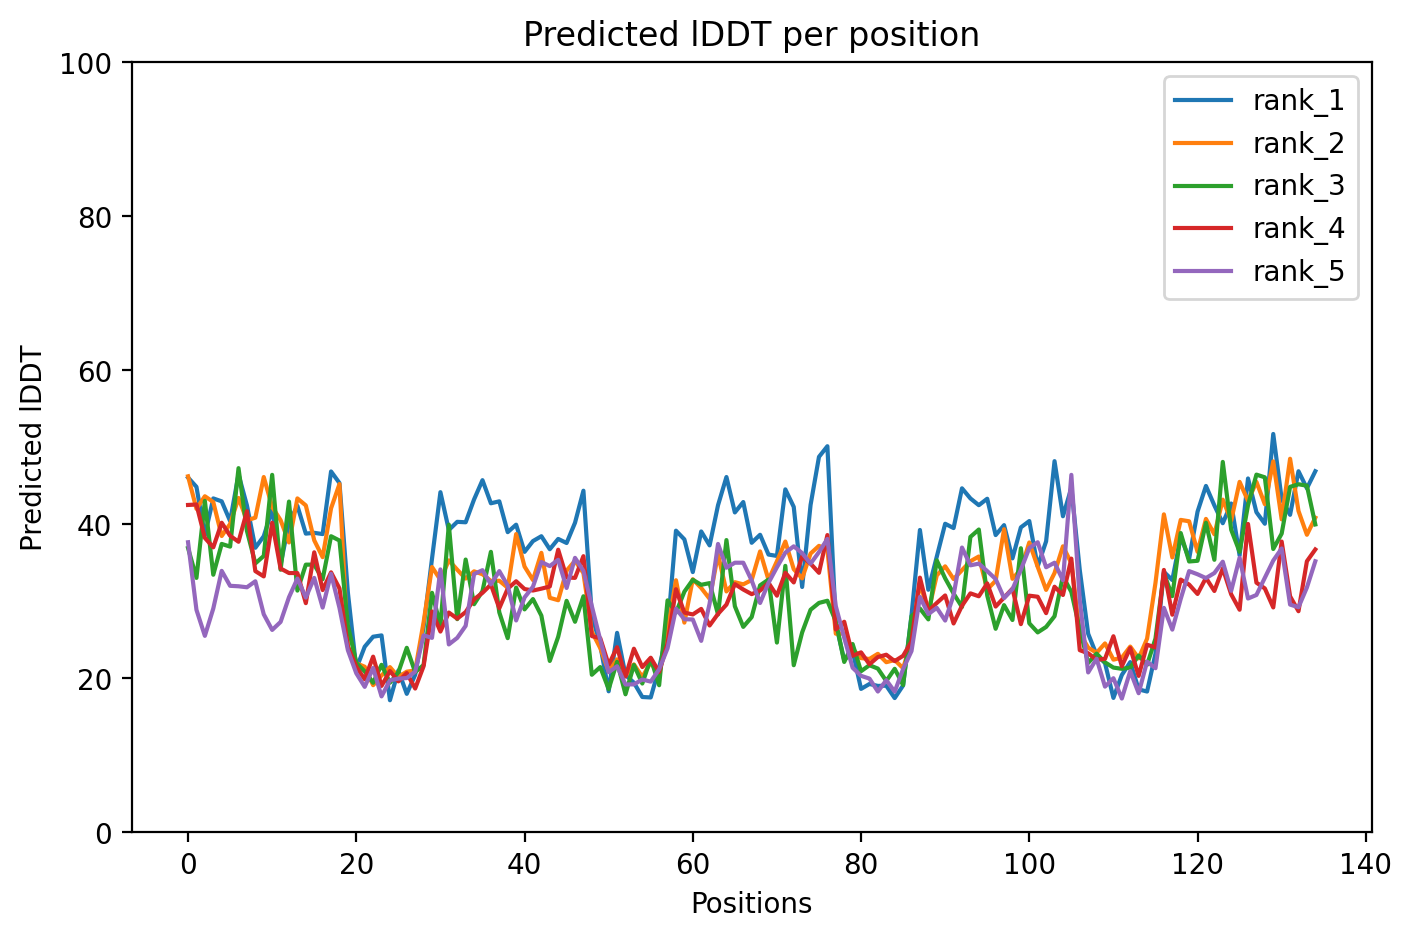 Predicted lDDT per position
100
80
60
40
20
0
Predicted lDDT
0 20 40 60 80 100 120 140
Positions
rank_1
rank_2
rank_3
rank_4
rank_5